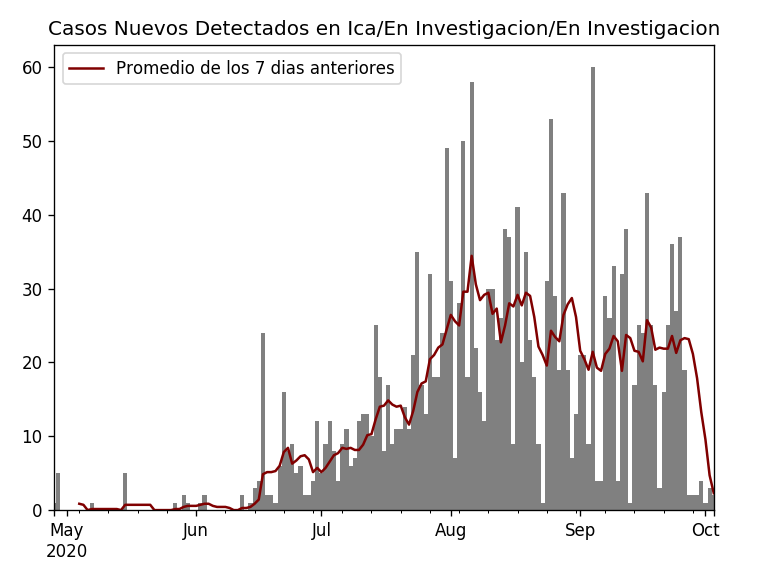 Casos Nuevos Detectados en Ica/En Investigacion/En Investigacion
Promedio de los 7 dias anteriores
60
50
40
30
20
10
0
May Jun Jul Aug Sep Oct
2020